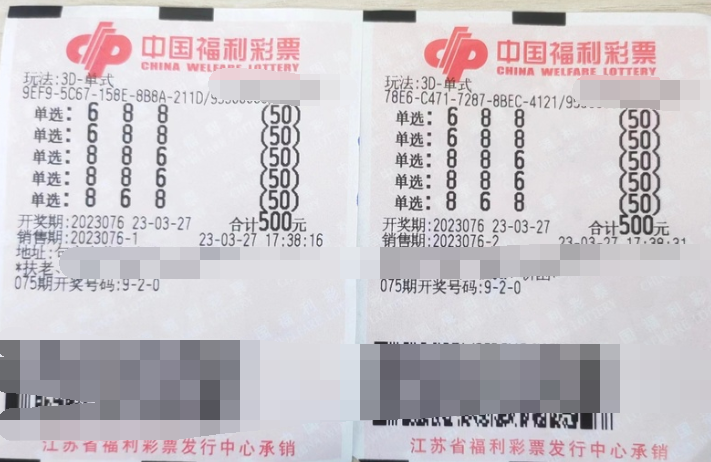 中国福利彩票
CHINA WELFARE LOTTERY
玩法:3D-单式
9EF9-5C67-158E-8B8A-211D/
单选: 6 8 8 (50)
单选: 6 8 8 (50)
单选: 8 8 6 (50)
单选: 8 8 6 (50)
单选: 8 6 8 (50)
开奖期:2023076 23-03-27 合计500元
销售期:2023076-1 23-03-27 17:38:16
地址:
*扶老
075期开奖号码:9-2-0
江苏省福利彩票发行中心承销
中国福利彩票
CHINA WELFARE LOTTERY
玩法:3D-单式
78E6-C471-7287-8BEC-4121/
单选: 6 8 8 (50)
单选: 6 8 8 (50)
单选: 8 8 6 (50)
单选: 8 8 6 (50)
单选: 8 6 8 (50)
开奖期:2023076 23-03-27 合计500元
销售期:2023076-2 23-03-27 17:38:31
075期开奖号码:9-2-0
江苏省福利彩票发行中心承销